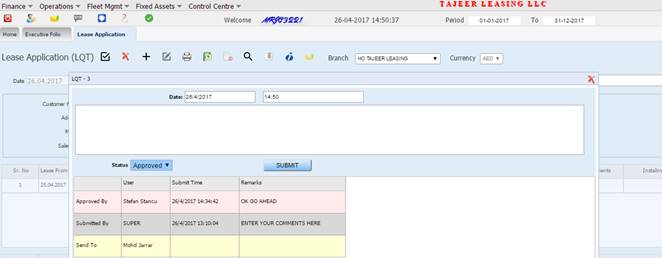 Finance Operations Fleet Mgmt Fixed Assets Control Centre
TAJEER LEASING LLC
Welcome 26-04-2017 14:50:37 Period 01-01-2017 To 31-12-2017
Home Executive Folio Lease Application
Lease Application (LQT) Branch HO TAJEER LEASING Currency AED
Date 26.04.2017
LQT - 3
Date: 26/4/2017 14:50
Customer
Sales
Status Approved SUBMIT
Sr. No Lease From
User Submit Time Remarks
1 25.04.2017
Approved By Stefan Stancu 26/4/2017 14:34:42 OK GO AHEAD
Submitted By SUPER 26/4/2017 13:10:04 ENTER YOUR COMMENTS HERE
Send To Mohd Jarrar